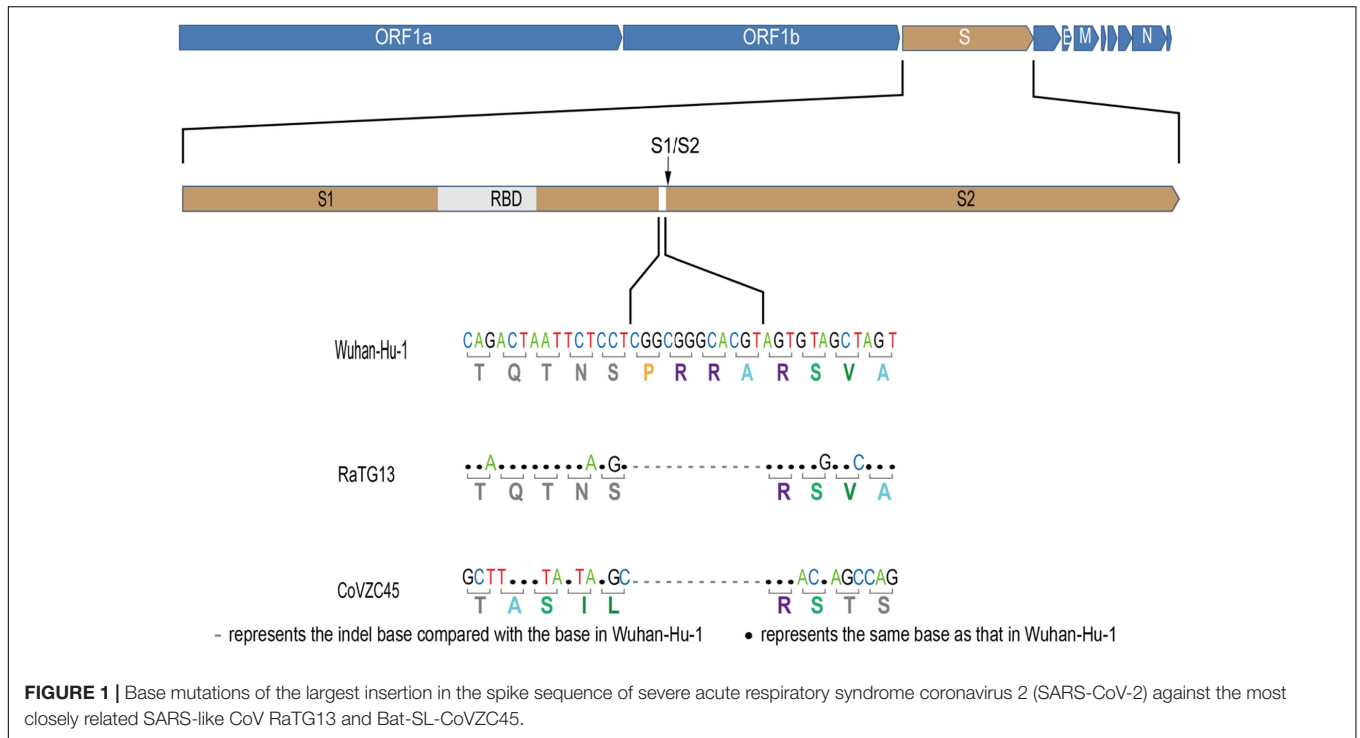 ORF1a ORF1b S E M N
S1/S2
S1 RBD S2
Wuhan-Hu-1 CAGACTAATTCTCCTCGGCGGGCACGTAGTGTAGCTAGT
T Q T N S P R R A R S V A
RaTG13 ••A••••••••A•G•------------•••••G••C•••
T Q T N S R S V A
CoVZC45 GCTT•••TA•TA•GC------------•••AC•AGCCAG
T A S I L R S T S
- represents the indel base compared with the base in Wuhan-Hu-1 • represents the same base as that in Wuhan-Hu-1
FIGURE 1 | Base mutations of the largest insertion in the spike sequence of severe acute respiratory syndrome coronavirus 2 (SARS-CoV-2) against the most
closely related SARS-like CoV RaTG13 and Bat-SL-CoVZC45.